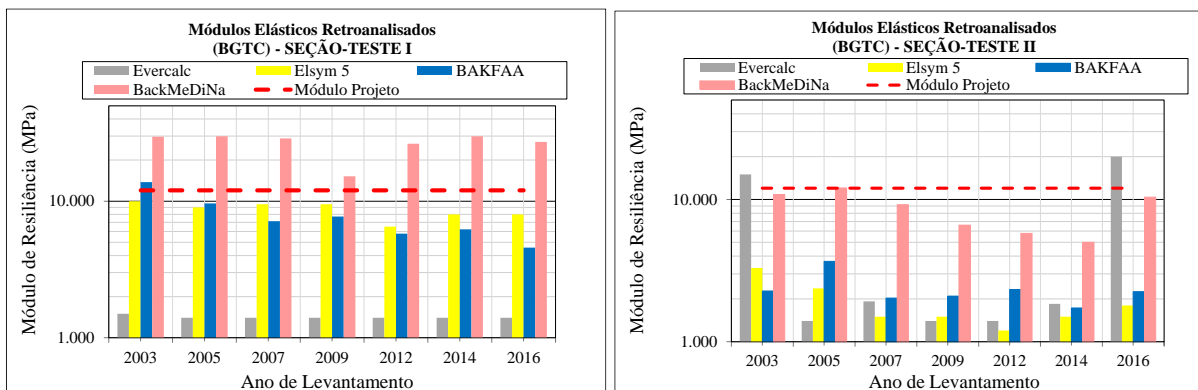 Módulos Elásticos Retroanalisados
(BGTC) - SEÇÃO-TESTE I
Evercalc Elsym 5 BAKFAA
BackMeDiNa Módulo Projeto
Módulo de Resiliência (MPa)
10.000
1.000
2003 2005 2007 2009 2012 2014 2016
Ano de Levantamento
Módulos Elásticos Retroanalisados
(BGTC) - SEÇÃO-TESTE II
Evercalc Elsym 5 BAKFAA
BackMeDiNa Módulo Projeto
Módulo de Resiliência (MPa)
10.000
1.000
2003 2005 2007 2009 2012 2014 2016
Ano de Levantamento